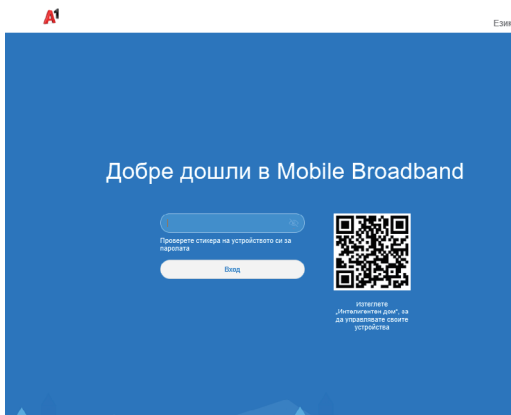 A1
Език
Добре дошли в Mobile Broadband
Проверете стикера на устройството си за
паролата
Вход
Изтеглете
„Интелигентен дом“, за
да управлявате своите
устройства